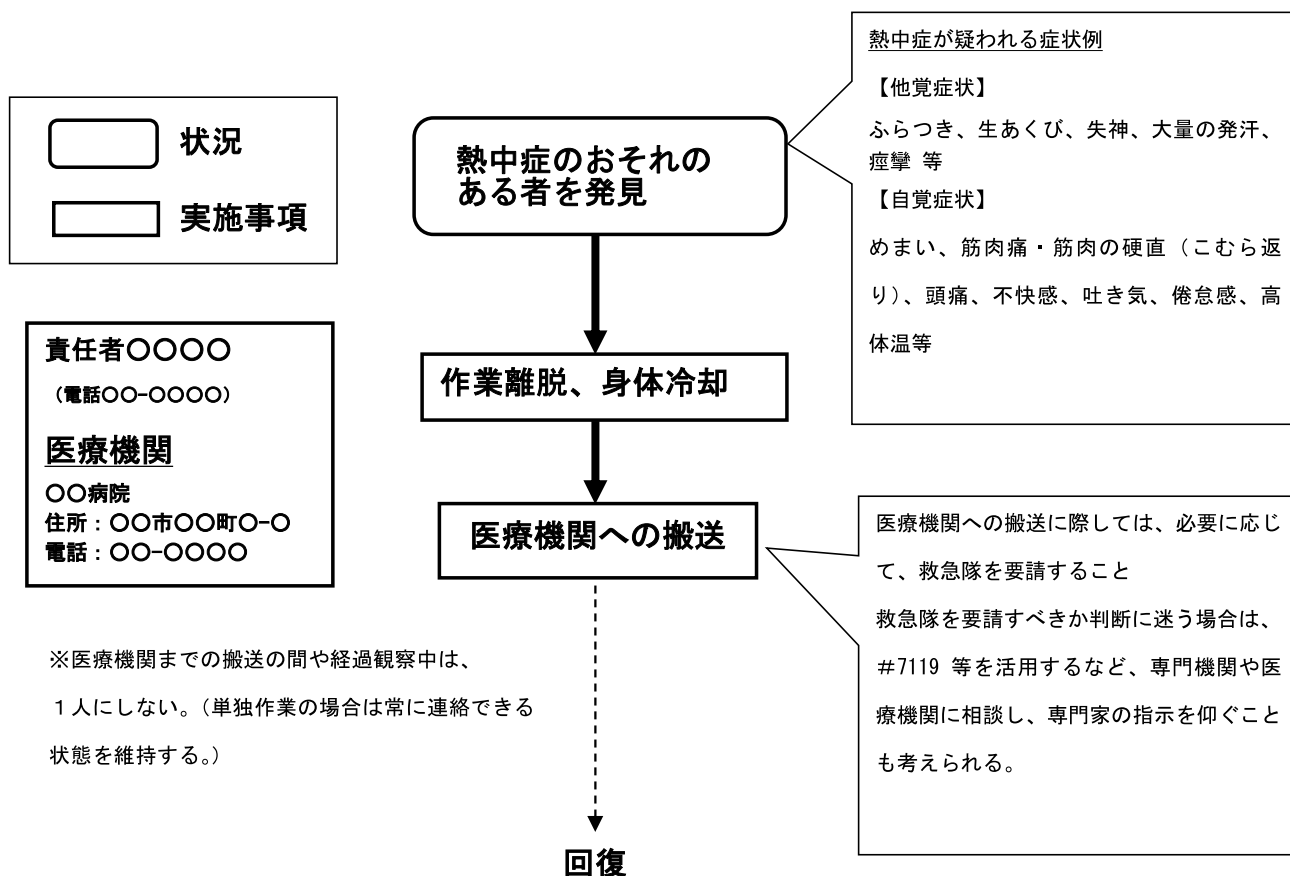 状況
実施事項
責任者〇〇〇〇
（電話〇〇-〇〇〇〇）
医療機関
〇〇病院
住所：〇〇市〇〇町〇-〇
電話：〇〇-〇〇〇〇
※医療機関までの搬送の間や経過観察中は、
１人にしない。（単独作業の場合は常に連絡できる
状態を維持する。）
熱中症のおそれの
ある者を発見
作業離脱、身体冷却
医療機関への搬送
回復
熱中症が疑われる症状例
【他覚症状】
ふらつき、生あくび、失神、大量の発汗、
痙攣 等
【自覚症状】
めまい、筋肉痛・筋肉の硬直（こむら返
り）、頭痛、不快感、吐き気、倦怠感、高
体温等
医療機関への搬送に際しては、必要に応じ
て、救急隊を要請すること
救急隊を要請すべきか判断に迷う場合は、
＃7119 等を活用するなど、専門機関や医
療機関に相談し、専門家の指示を仰ぐこと
も考えられる。